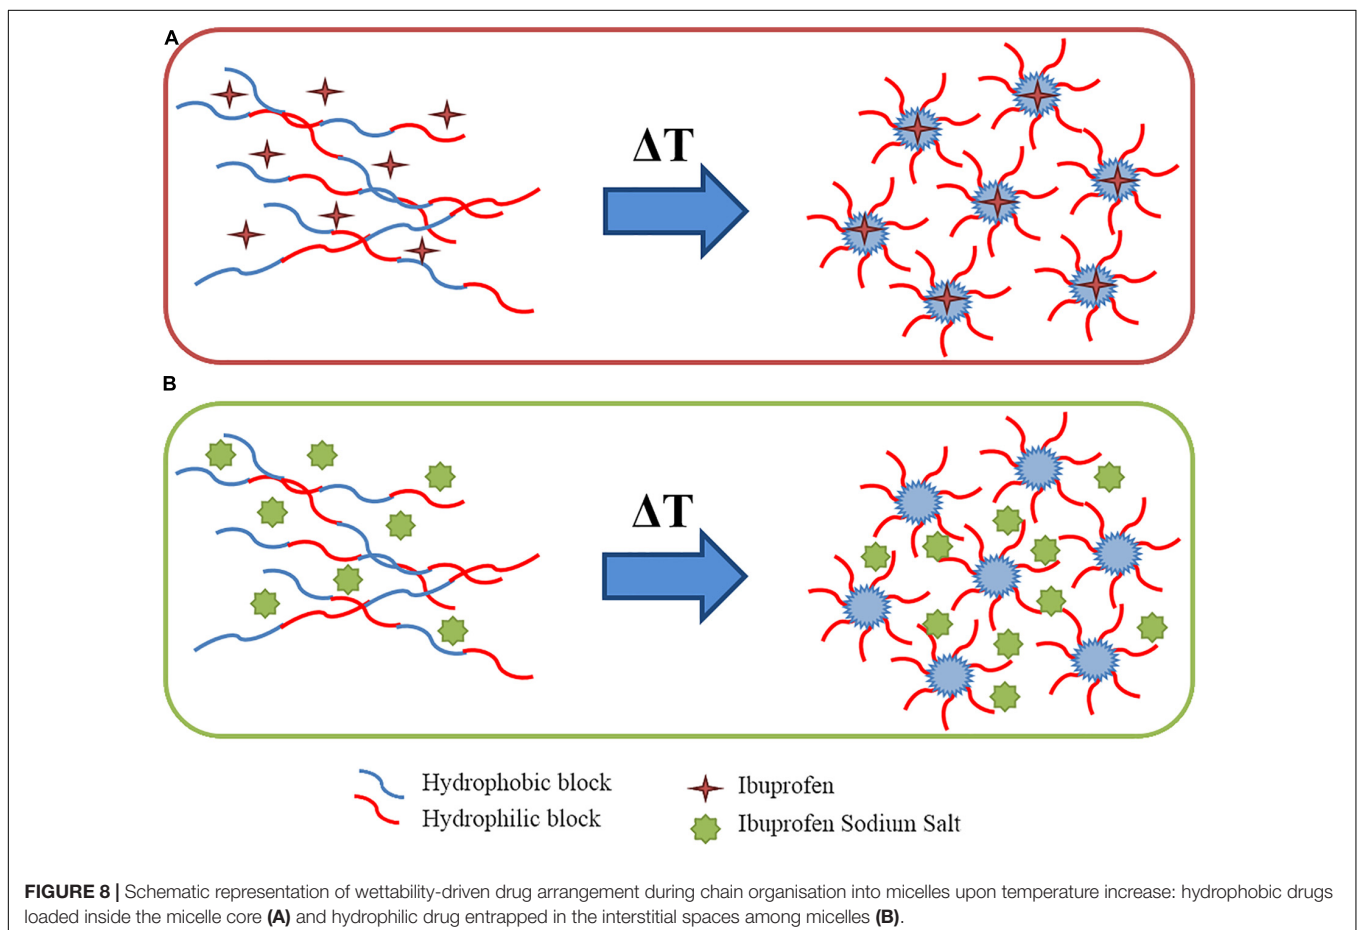 A
ΔT
B
ΔT
Hydrophobic block
Hydrophilic block
Ibuprofen
Ibuprofen Sodium Salt
FIGURE 8 | Schematic representation of wettability-driven drug arrangement during chain organisation into micelles upon temperature increase: hydrophobic drugs
loaded inside the micelle core (A) and hydrophilic drug entrapped in the interstitial spaces among micelles (B).